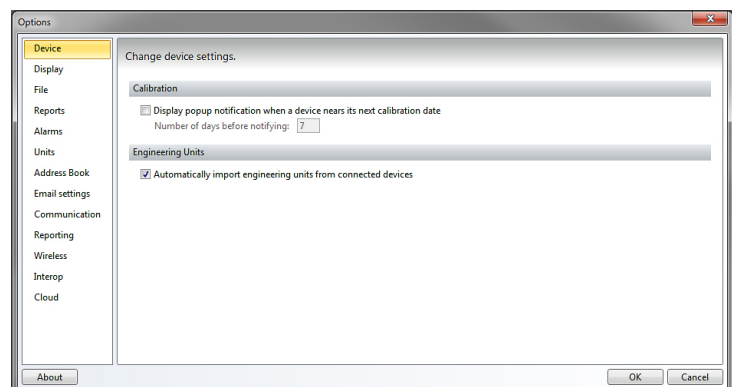 Options
Device
Display
File
Reports
Alarms
Units
Address Book
Email settings
Communication
Reporting
Wireless
Interop
Cloud
Change device settings.
Calibration
Display popup notification when a device nears its next calibration date
Number of days before notifying: 7
Engineering Units
Automatically import engineering units from connected devices
About
OK
Cancel